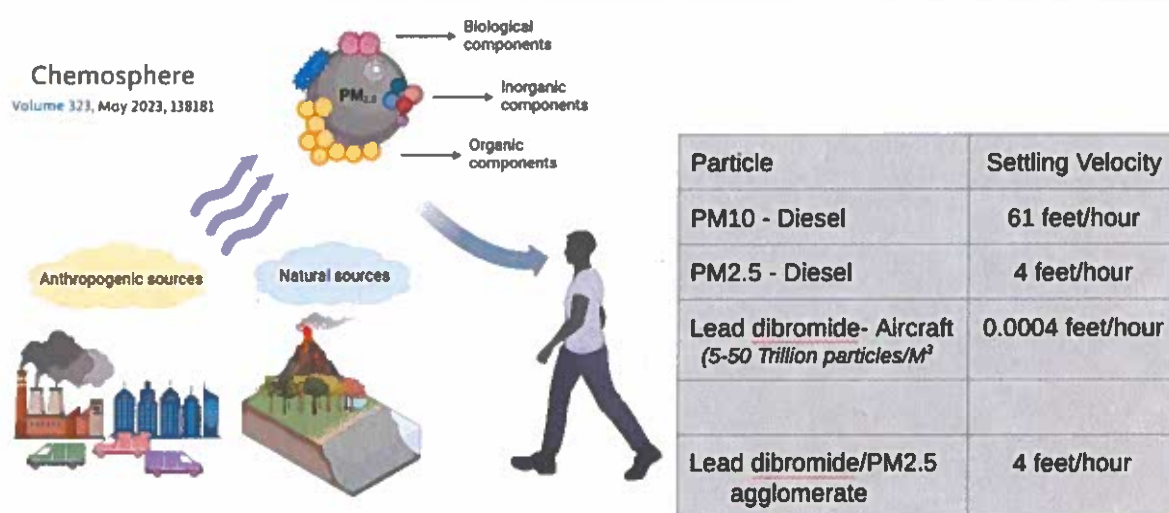 Chemosphere
Volume 323, May 2023, 138181
Biological
components
PM2.5
Inorganic
components
Organic
components
Anthropogenic sources
Natural sources
Particle Settling Velocity
PM10 - Diesel 61 feet/hour
PM2.5 - Diesel 4 feet/hour
Lead dibromide- Aircraft 0.0004 feet/hour
(5-50 Trillion particles/M³
Lead dibromide/PM2.5 4 feet/hour
agglomerate